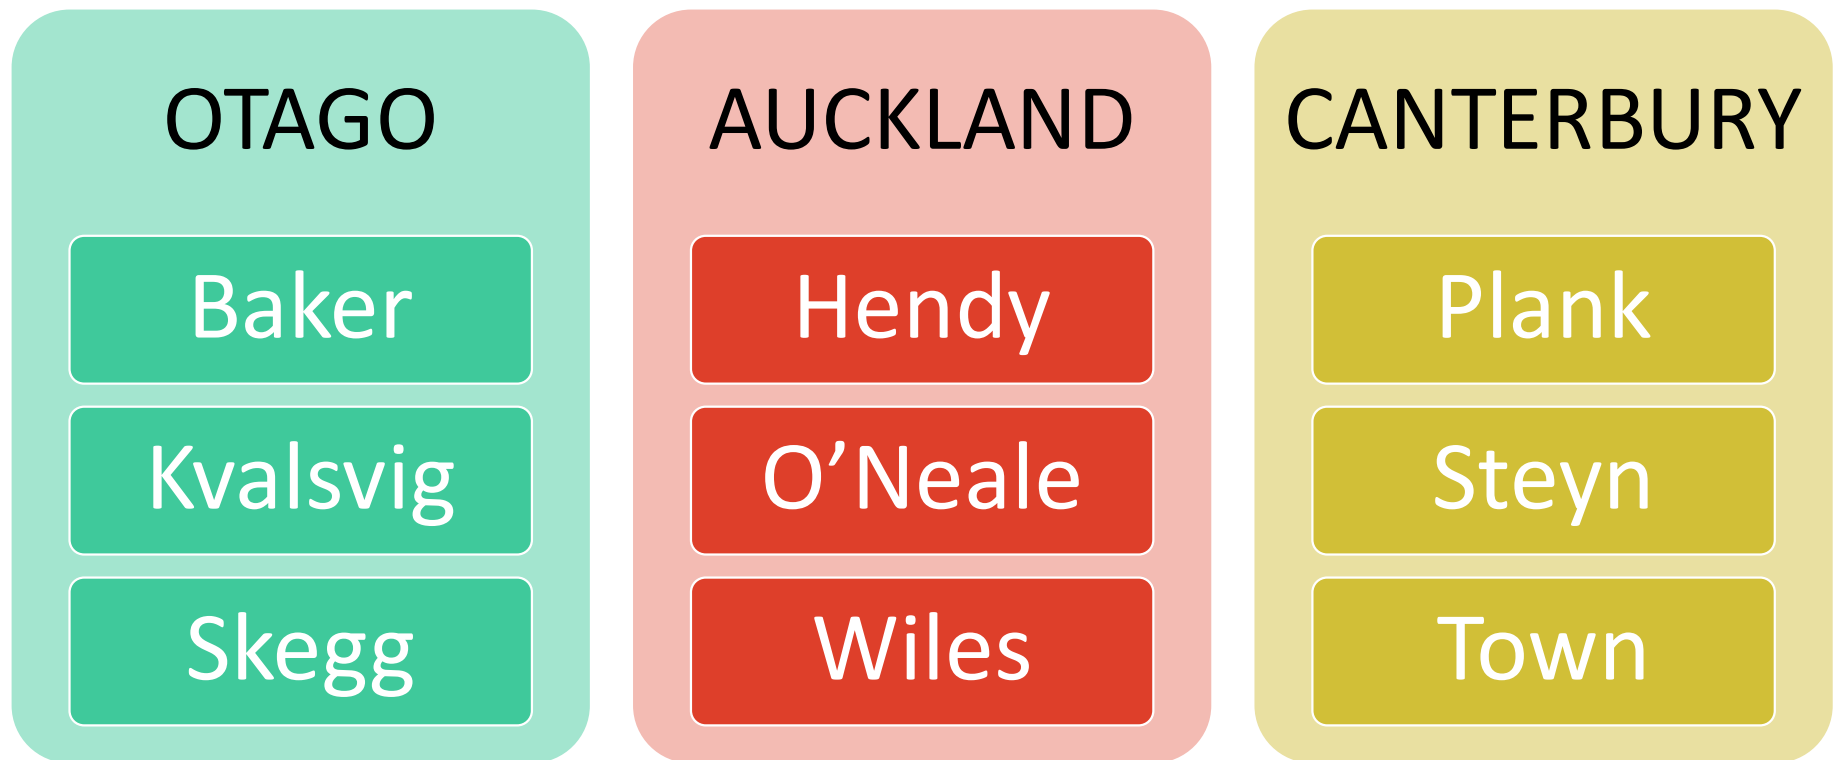 OTAGO
Baker
Kvalsvig
Skegg
AUCKLAND
Hendy
O’Neale
Wiles
CANTERBURY
Plank
Steyn
Town